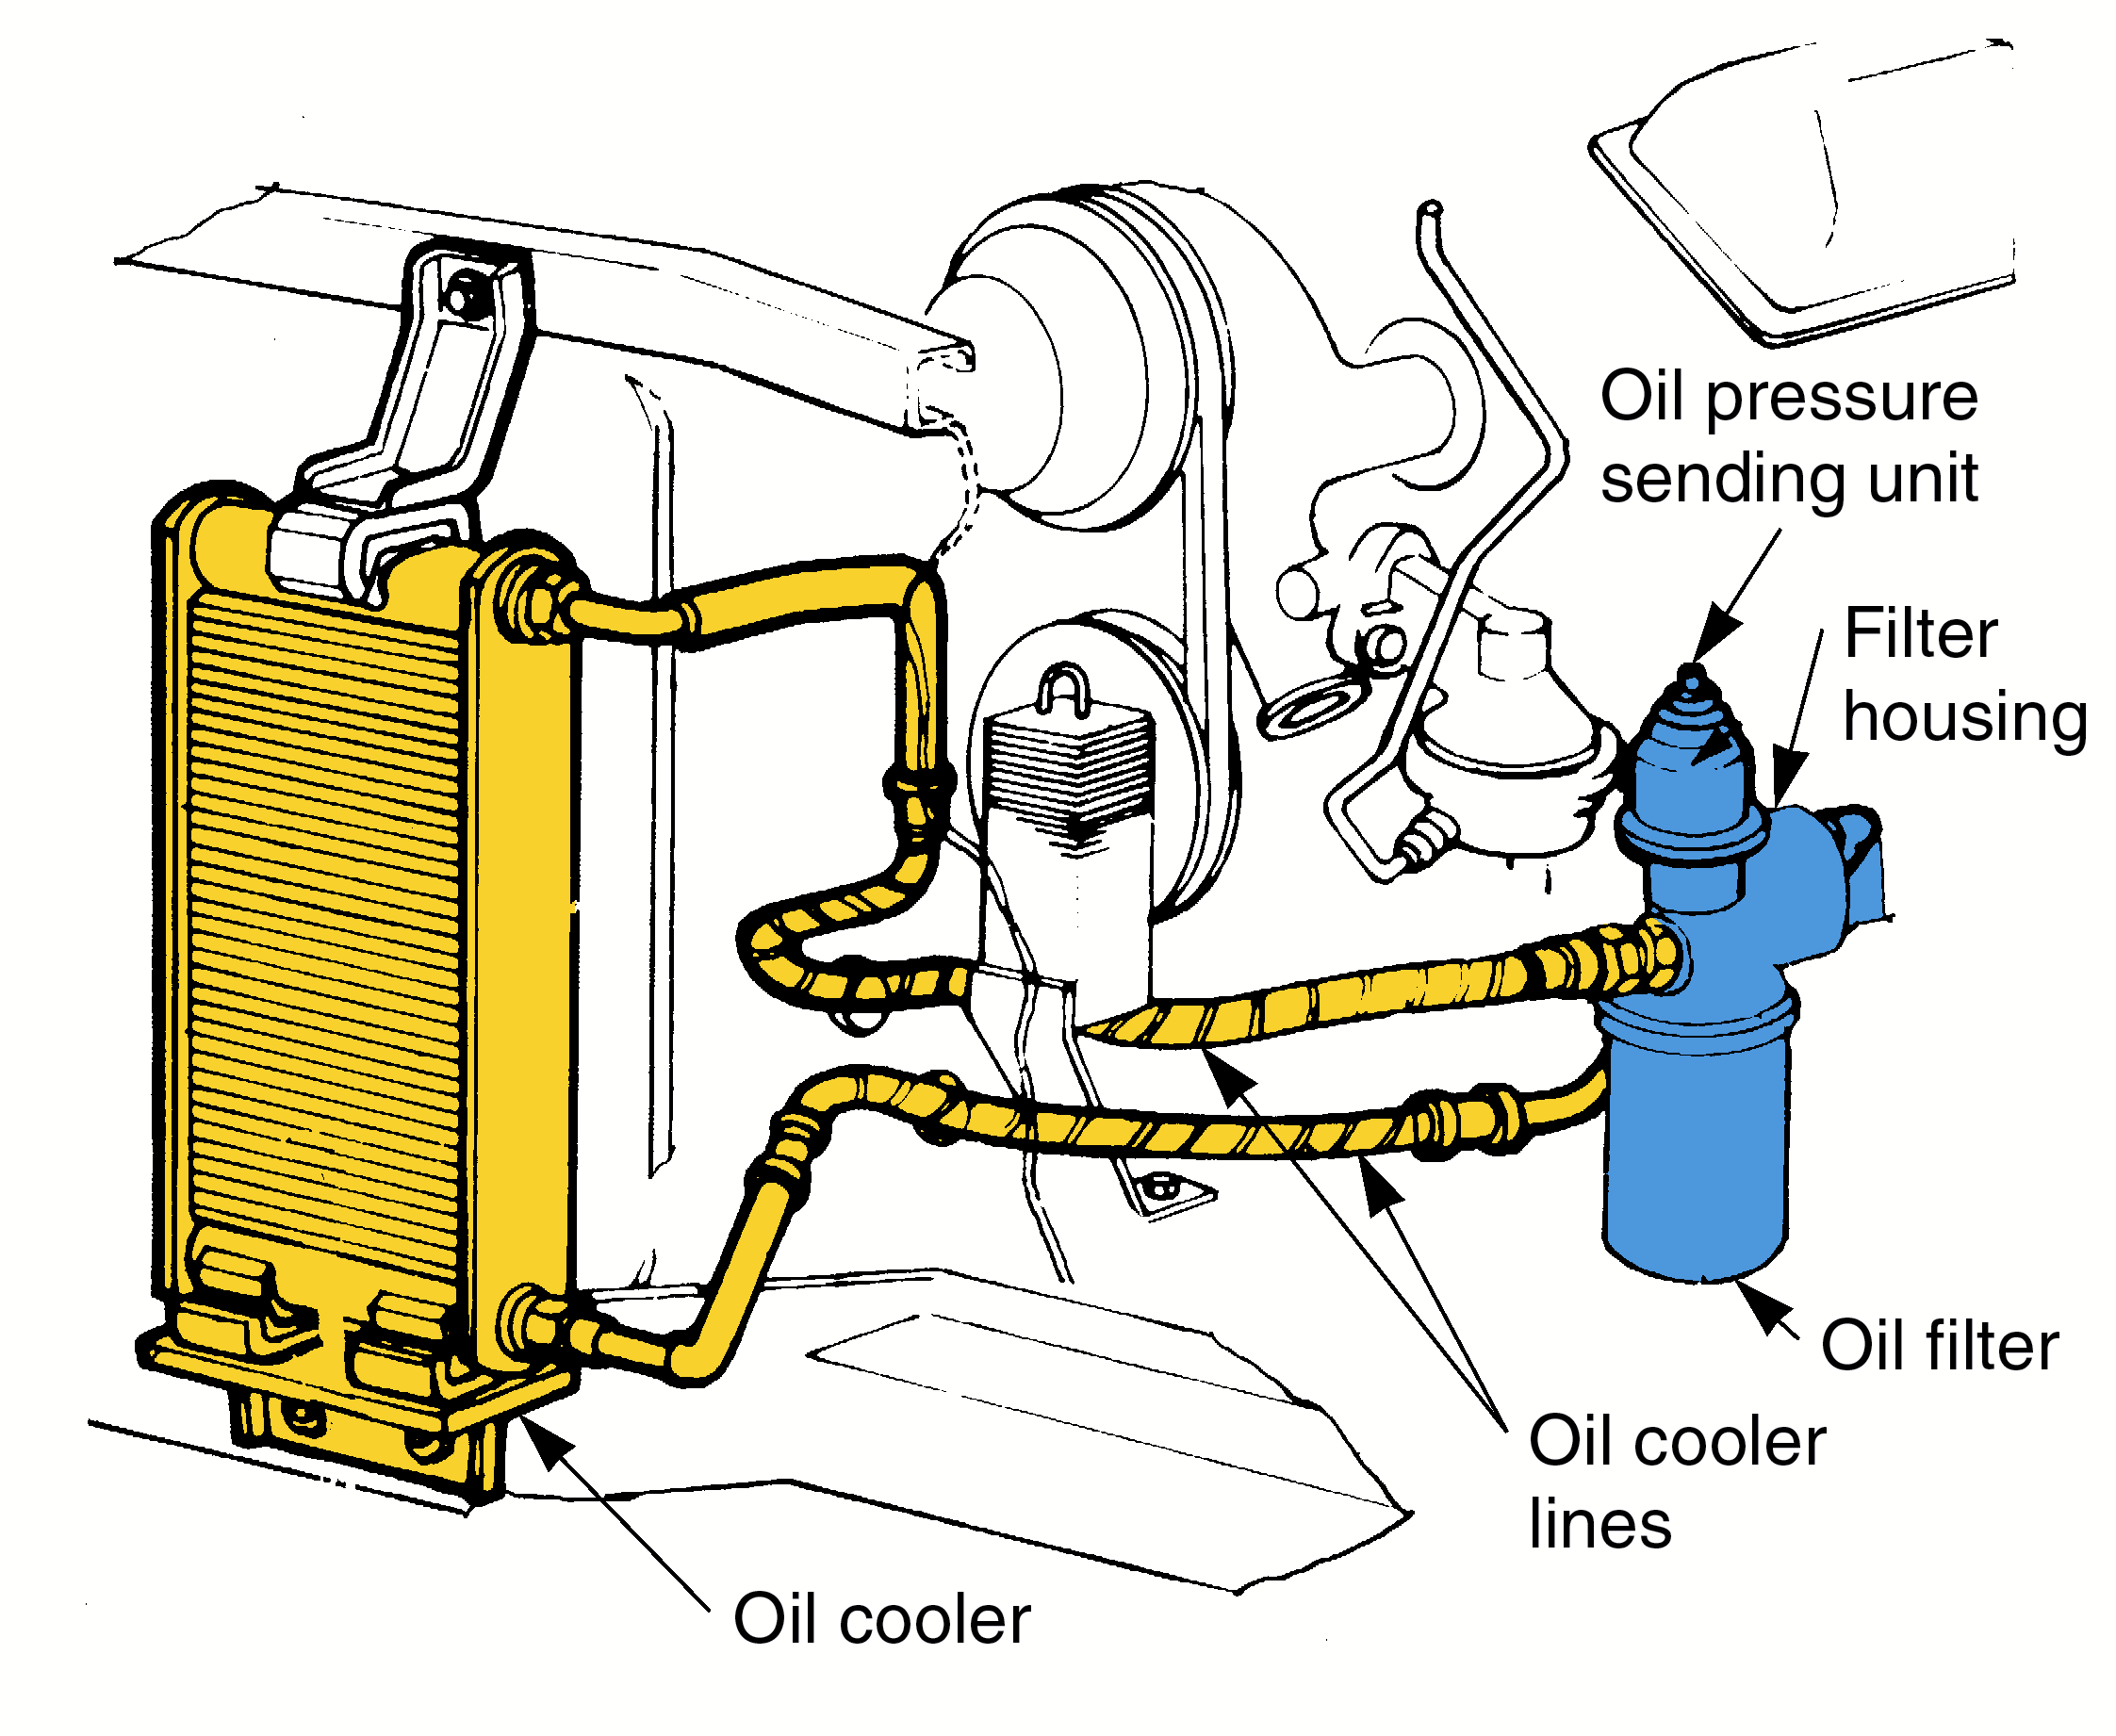 Oil pressure
sending unit
Filter
housing
Oil filter
Oil cooler
lines
Oil cooler